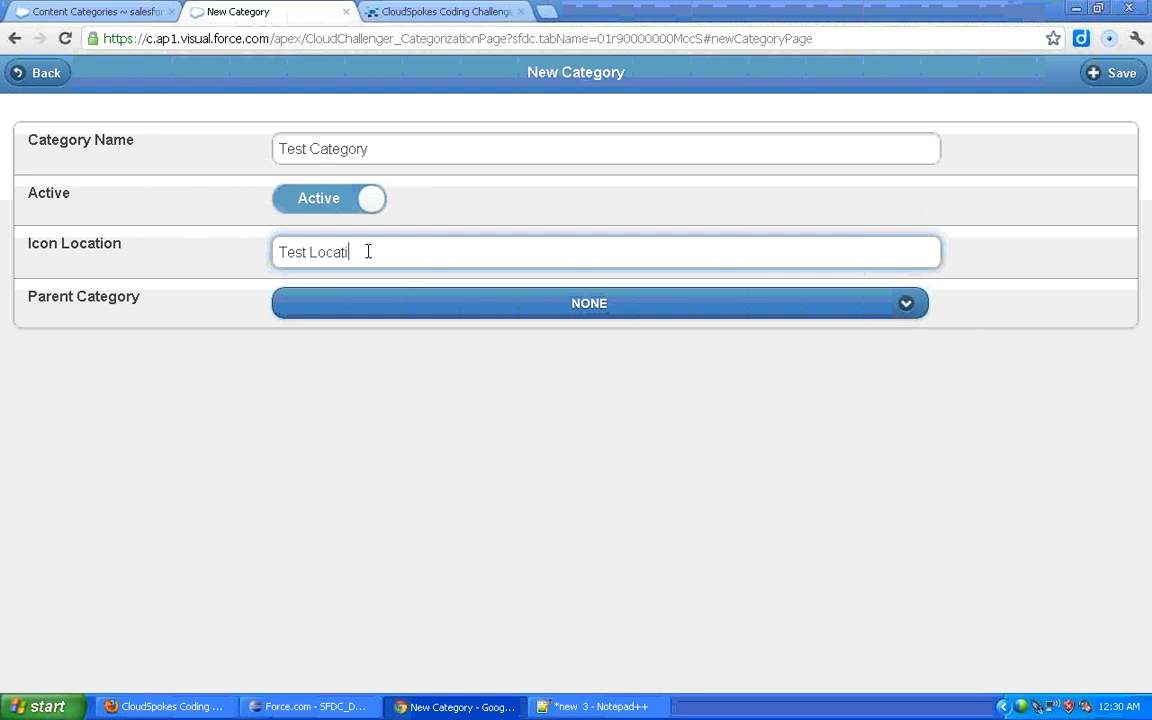 Content Categories ~ salesfor
New Category
CloudSpokes Coding Challenge
https://c.ap1.visual.force.com/apex/CloudChallenger_CategorizationPage?sfdc.tabName=01r90000000MccS#newCategoryPage
Back
New Category
Save
Category Name
Test Category
Active
Active
Icon Location
Test Locati
Parent Category
NONE
start
CloudSpokes Coding ...
Force.com - SFDC_D...
New Category - Goog...
*new 3 - Notepad++
12:30 AM